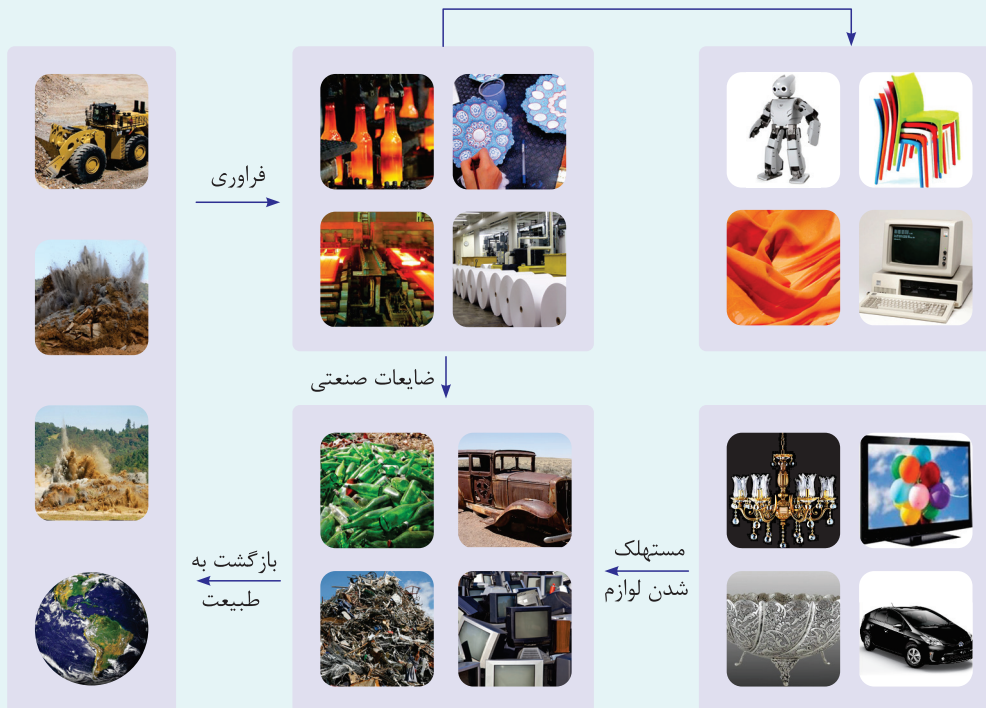 فراوری
ضایعات صنعتی
مستهلک
شدن لوازم
بازگشت به
طبیعت